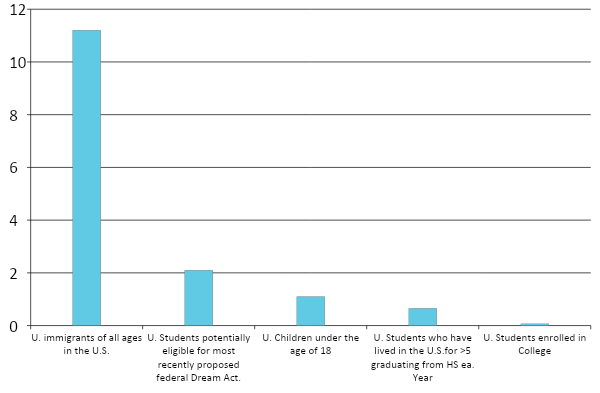 12
10
8
6
4
2
0
U. immigrants of all ages
in the U.S.
U. Students potentially
eligible for most
recently proposed
federal Dream Act.
U. Children under the
age of 18
U. Students who have
lived in the U.S.for >5
graduating from HS ea.
Year
U. Students enrolled in
College